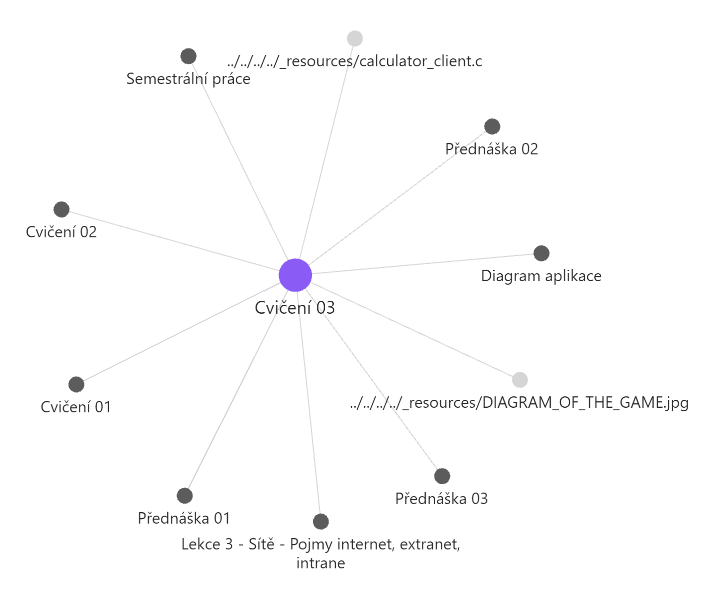 ../../../../_resources/calculator_client.c
Semestrální práce
Přednáška 02
Cvičení 02
Diagram aplikace
Cvičení 03
../../../../_resources/DIAGRAM_OF_THE_GAME.jpg
Cvičení 01
Přednáška 03
Přednáška 01
Lekce 3 - Sítě - Pojmy internet, extranet,
intrane